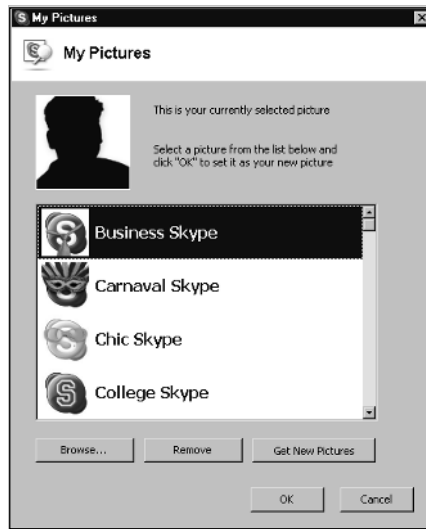 My Pictures
My Pictures
This is your currently selected picture
Select a picture from the list below and
click "OK" to set it as your new picture
Business Skype
Carnaval Skype
Chic Skype
College Skype
Browse...
Remove
Get New Pictures
OK
Cancel